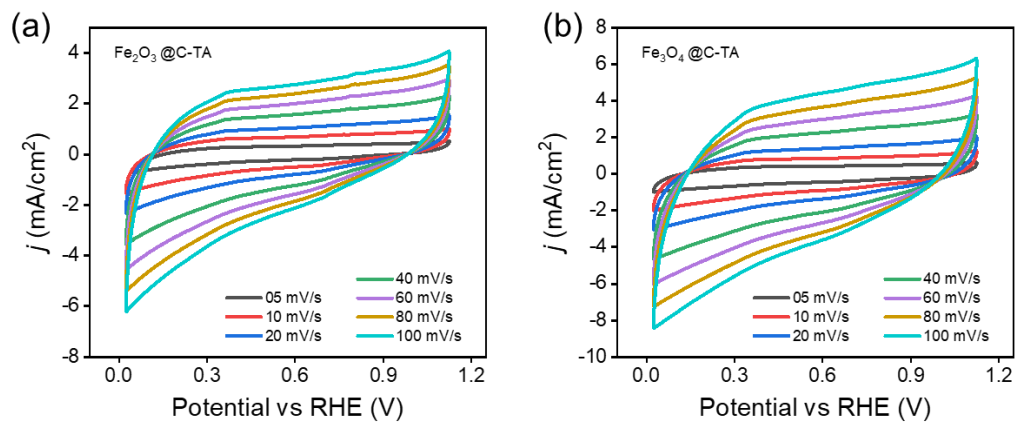 (a)
Fe₂O₃ @C-TA
j (mA/cm²)
4
2
0
-2
-4
-6
-8
05 mV/s
10 mV/s
20 mV/s
40 mV/s
60 mV/s
80 mV/s
100 mV/s
0.0 0.3 0.6 0.9 1.2
Potential vs RHE (V)
(b)
Fe₃O₄ @C-TA
j (mA/cm²)
8
6
4
2
0
-2
-4
-6
-8
-10
05 mV/s
10 mV/s
20 mV/s
40 mV/s
60 mV/s
80 mV/s
100 mV/s
0.0 0.3 0.6 0.9 1.2
Potential vs RHE (V)